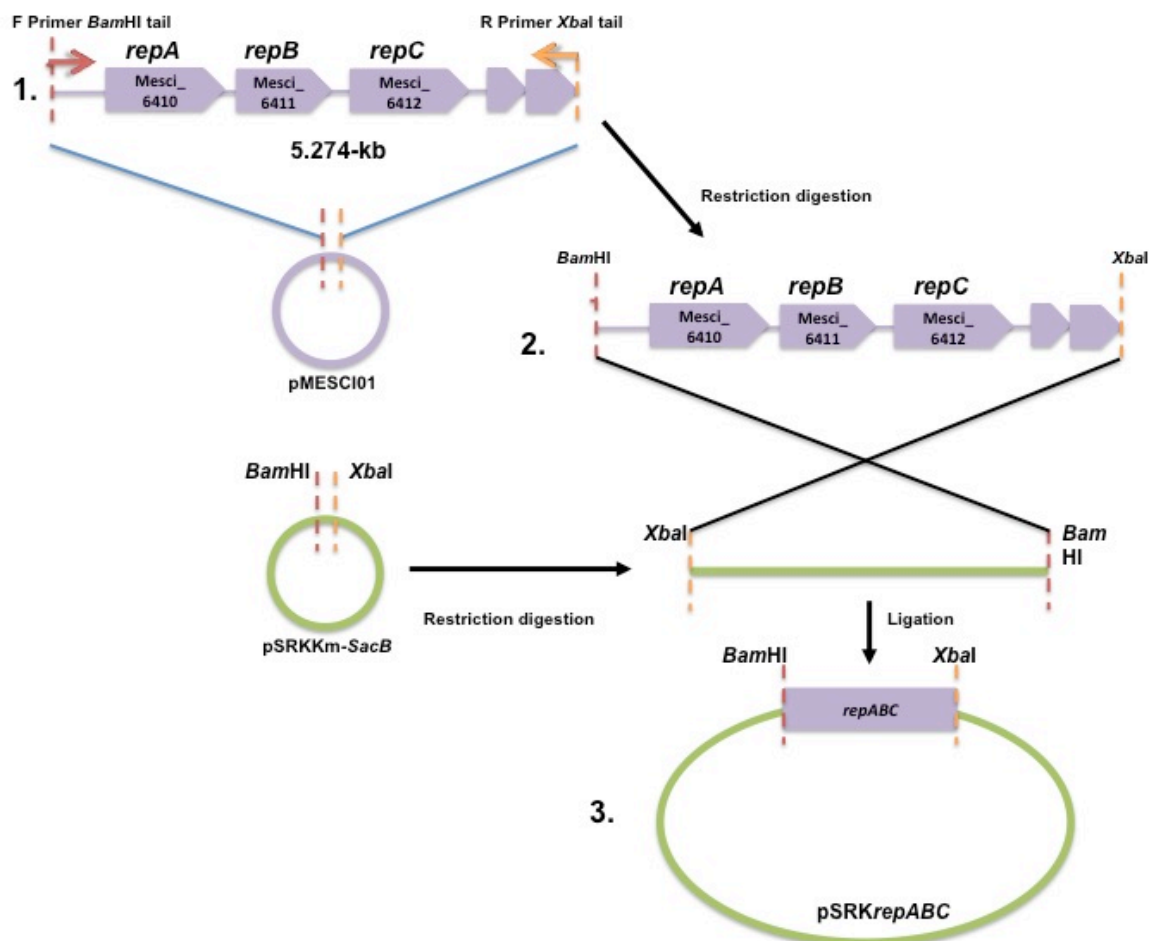 F Primer BamHI tail
R Primer XbaI tail
repA repB repC
1.
Mesci_
6410
Mesci_
6411
Mesci_
6412
5.274-kb
Restriction digestion
pMESCI01
BamHI
XbaI
repA repB repC
2.
Mesci_
6410
Mesci_
6411
Mesci_
6412
BamHI XbaI
XbaI
Bam
HI
Restriction digestion
pSRKKm-SacB
Ligation
BamHI XbaI
repABC
3.
pSRKrepABC